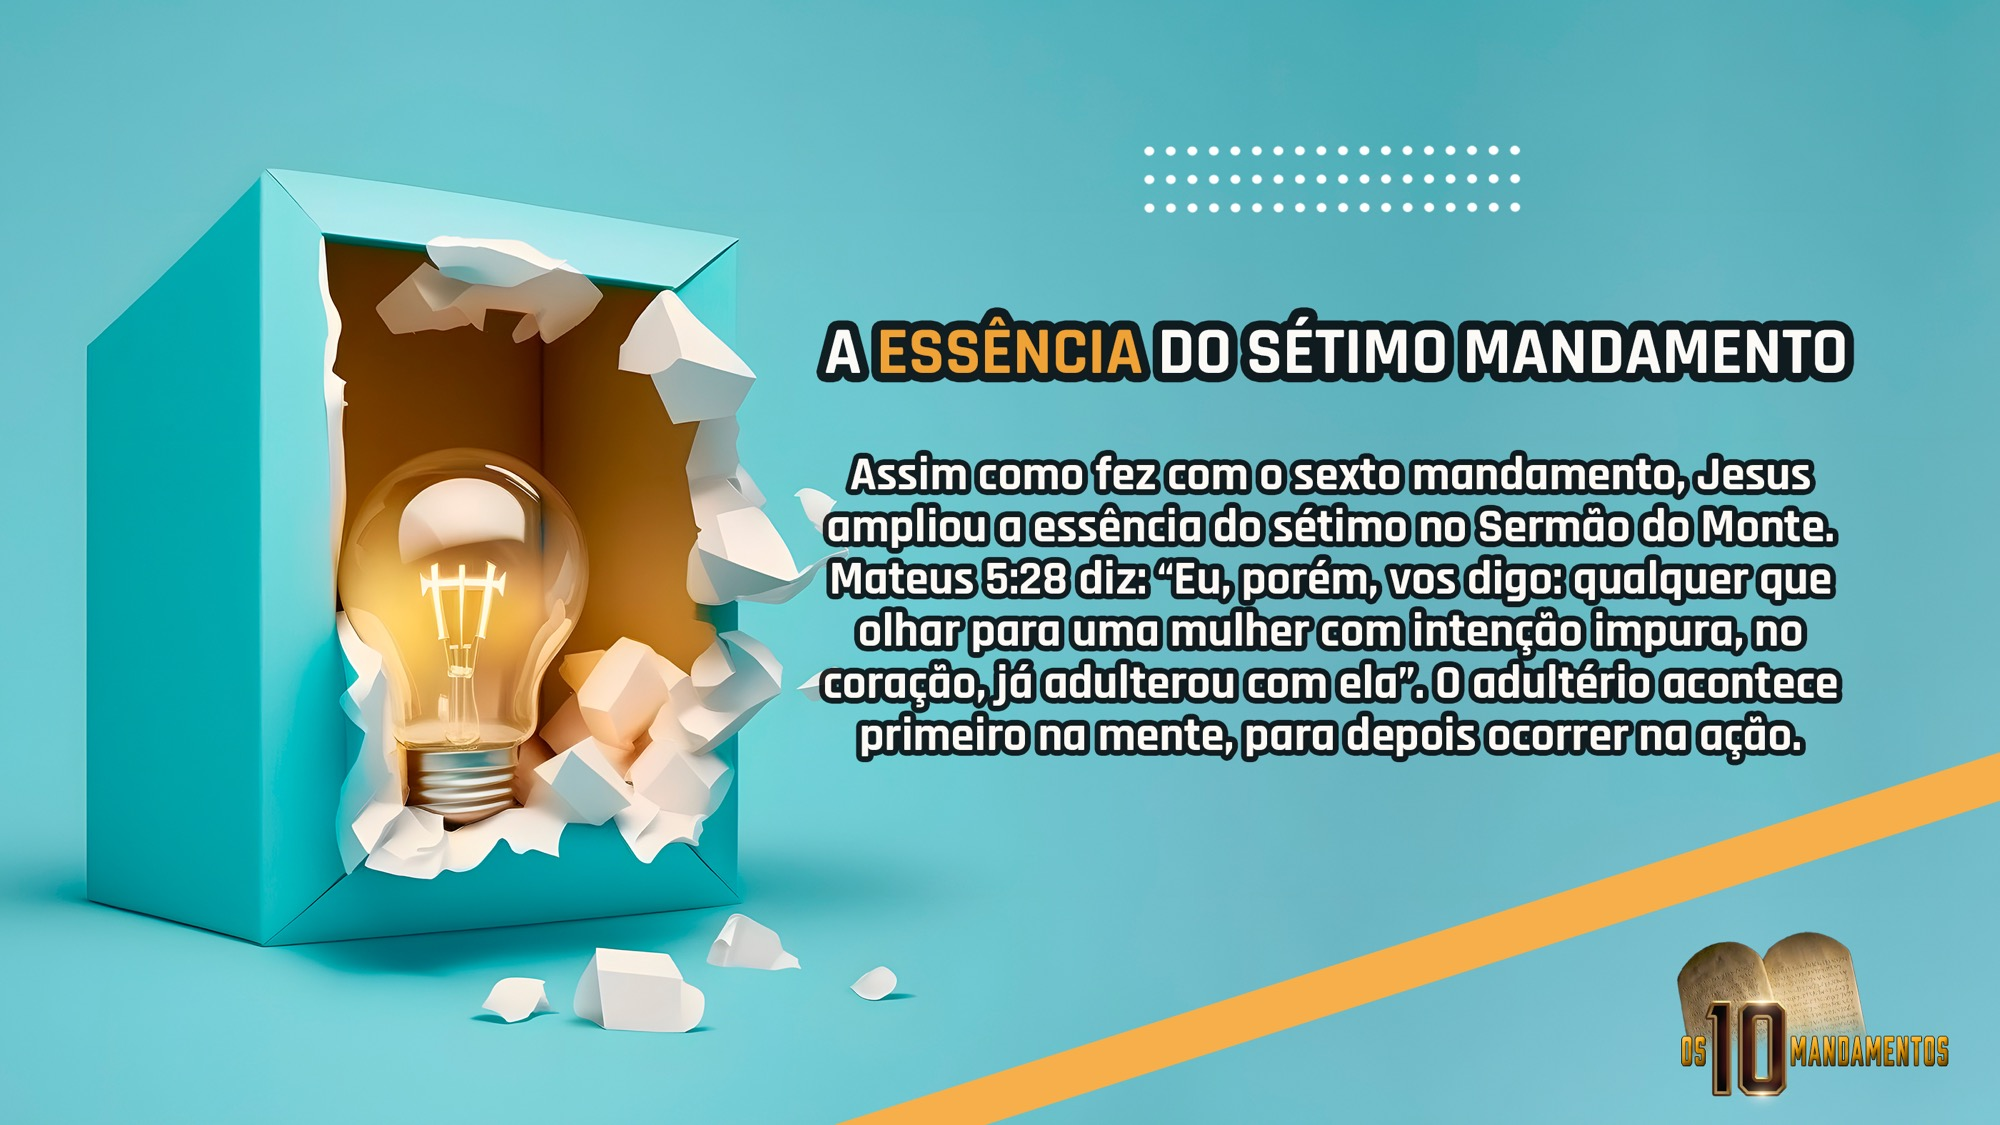 A ESSÊNCIA DO SÉTIMO MANDAMENTO
Assim como fez com o sexto mandamento, Jesus
ampliou a essência do sétimo no Sermão do Monte.
Mateus 5:28 diz: “Eu, porém, vos digo: qualquer que
olhar para uma mulher com intenção impura, no
coração, já adulterou com ela”. O adultério acontece
primeiro na mente, para depois ocorrer na ação.
OS 10 MANDAMENTOS